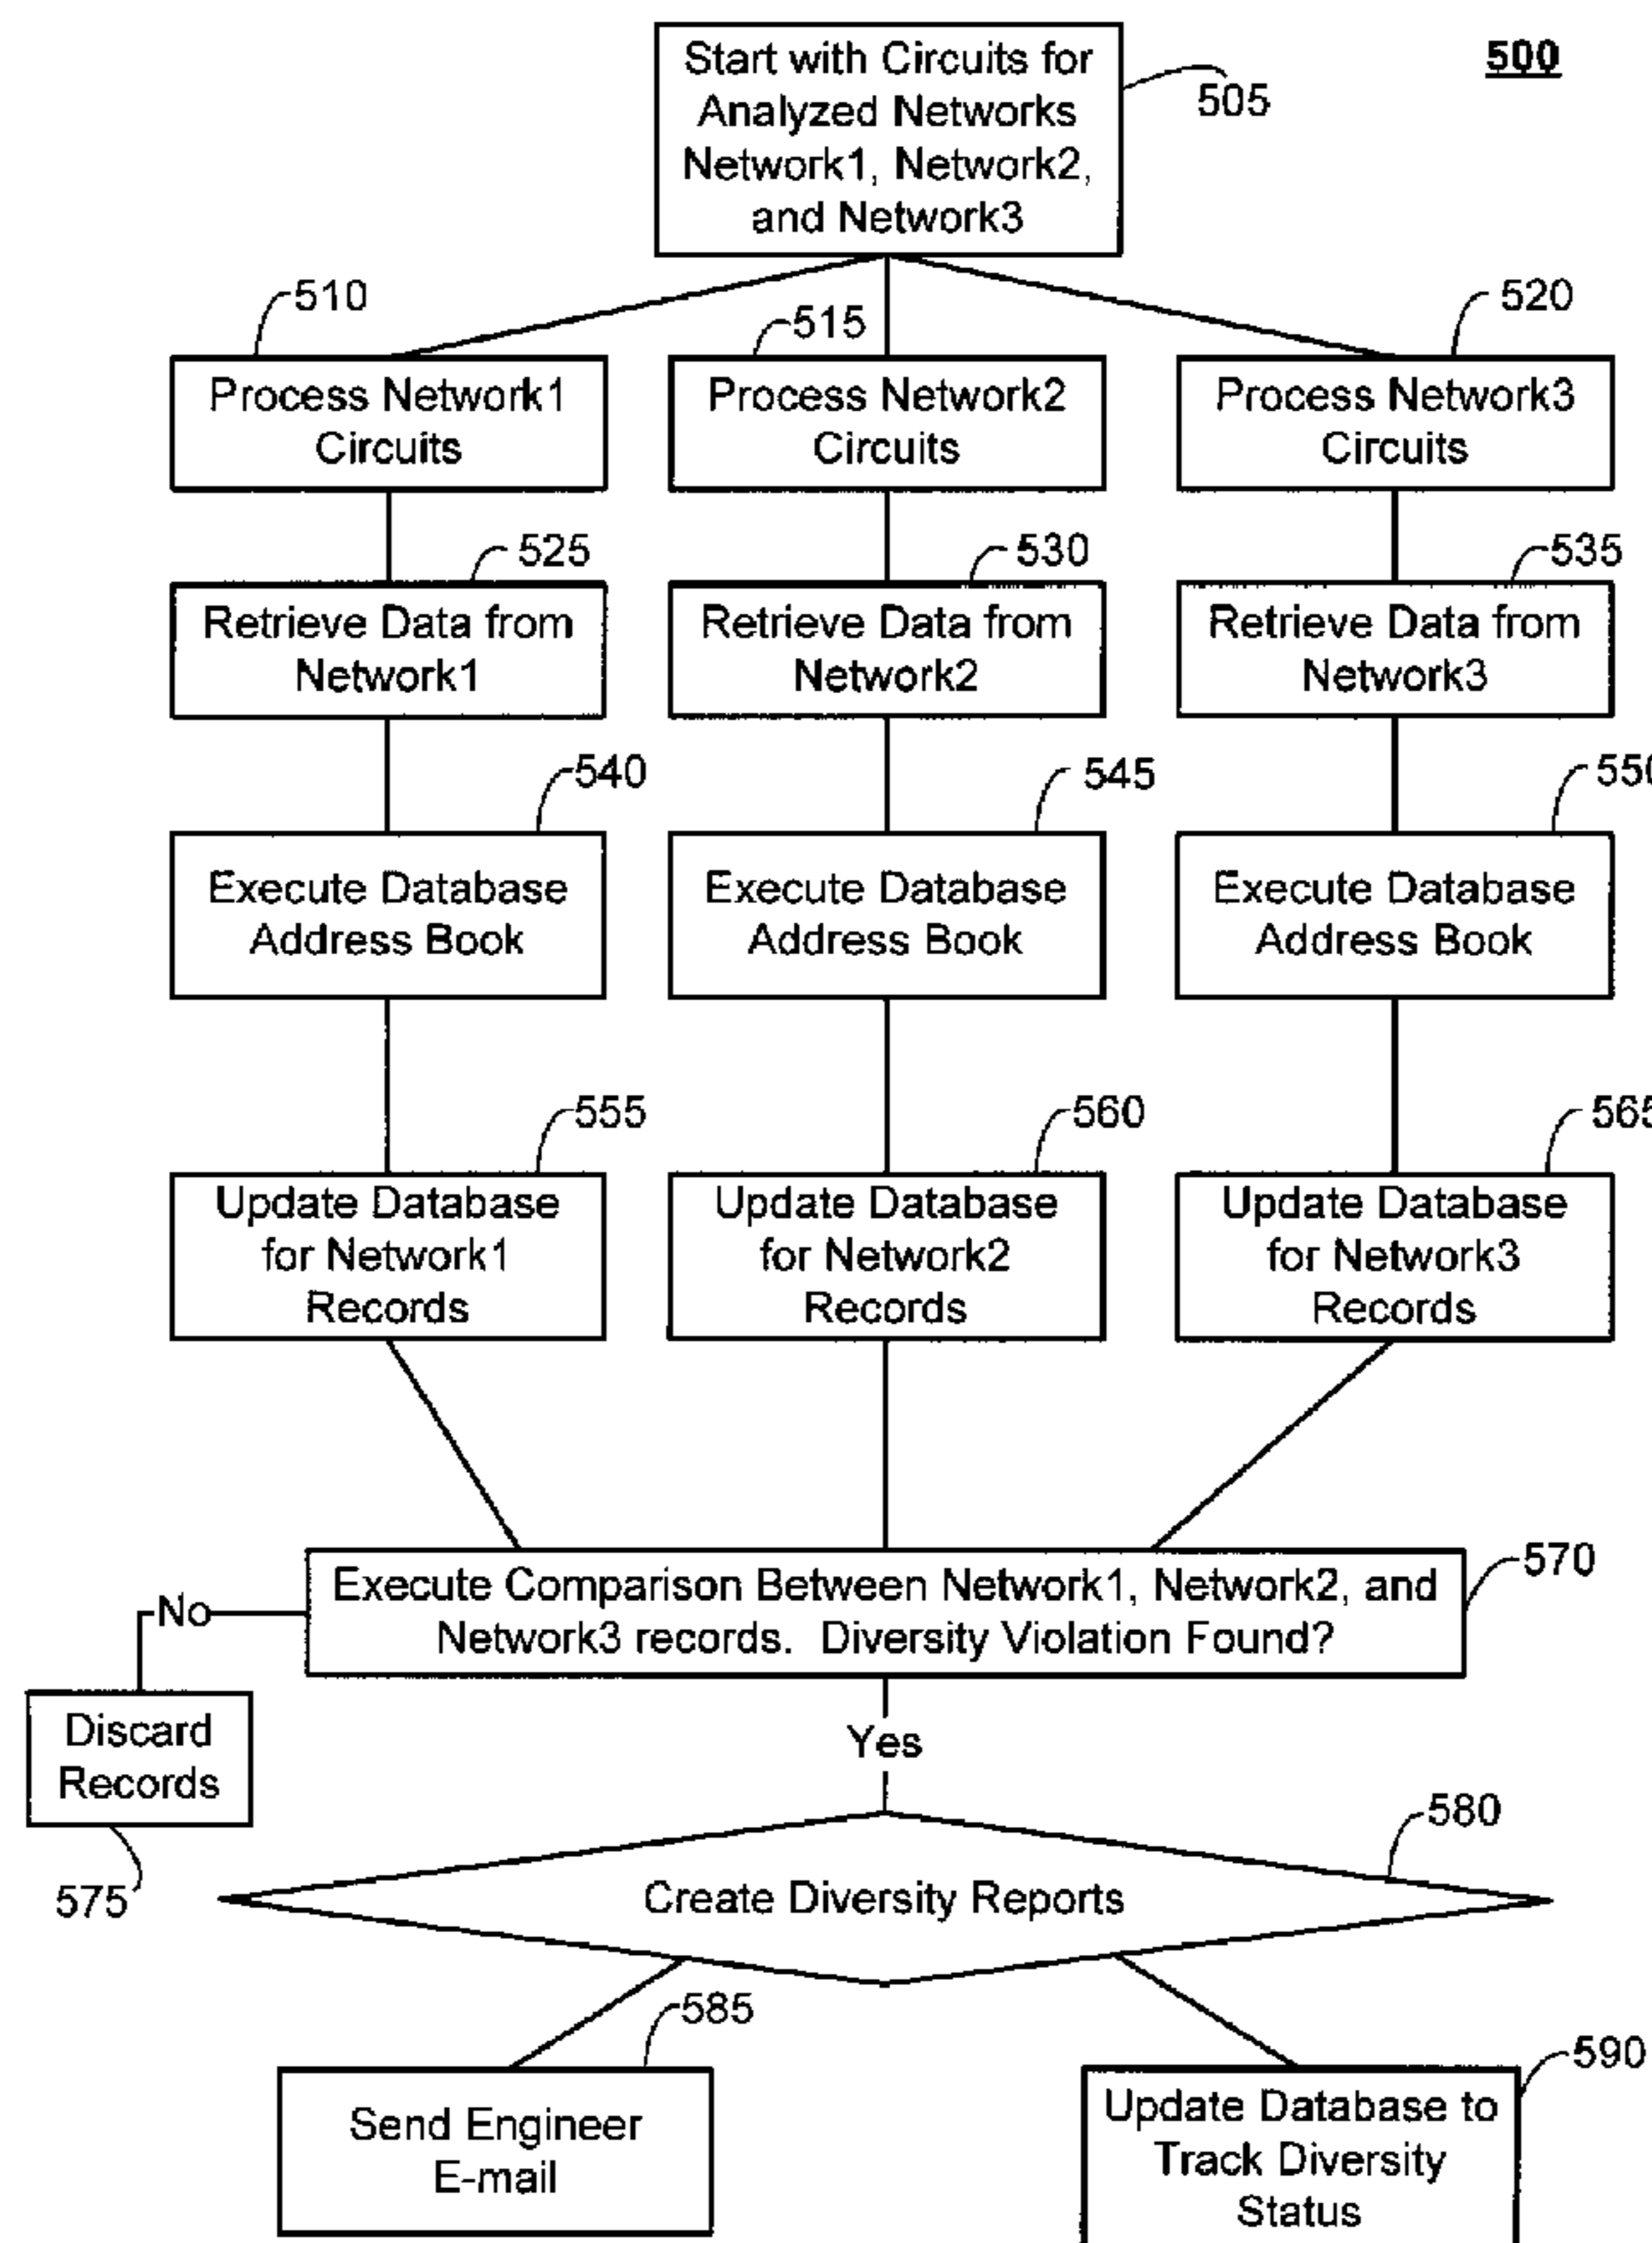 500
Start with Circuits for
Analyzed Networks
Network1, Network2,
and Network3
505
510
515
520
Process Network1
Circuits
Process Network2
Circuits
Process Network3
Circuits
525
530
535
Retrieve Data from
Network1
Retrieve Data from
Network2
Retrieve Data from
Network3
540
545
550
Execute Database
Address Book
Execute Database
Address Book
Execute Database
Address Book
555
560
565
Update Database
for Network1
Records
Update Database
for Network2
Records
Update Database
for Network3
Records
570
Execute Comparison Between Network1, Network2, and
Network3 records. Diversity Violation Found?
No
Discard
Records
575
Yes
580
Create Diversity Reports
585
590
Send Engineer
E-mail
Update Database to
Track Diversity
Status